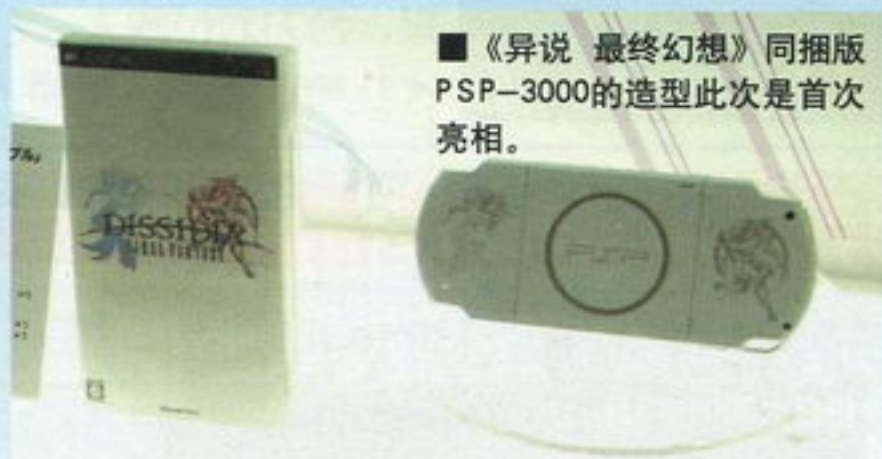 ■《异说 最终幻想》同捆版
PSP-3000的造型此次是首次
亮相。
DISSIDIA
FINAL FANTASY
PSP